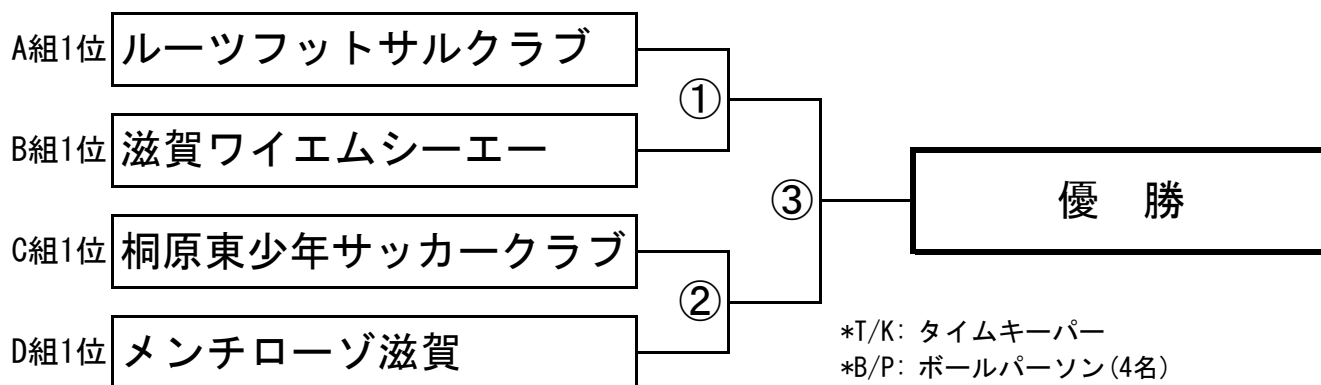 A組1位 ルーツフットサルクラブ
①
B組1位 滋賀ワイエムシーエー
③
優　勝
C組1位 桐原東少年サッカークラブ
②
D組1位 メンチローゾ滋賀
*T/K: タイムキーパー
*B/P: ボールパーソン(4名)